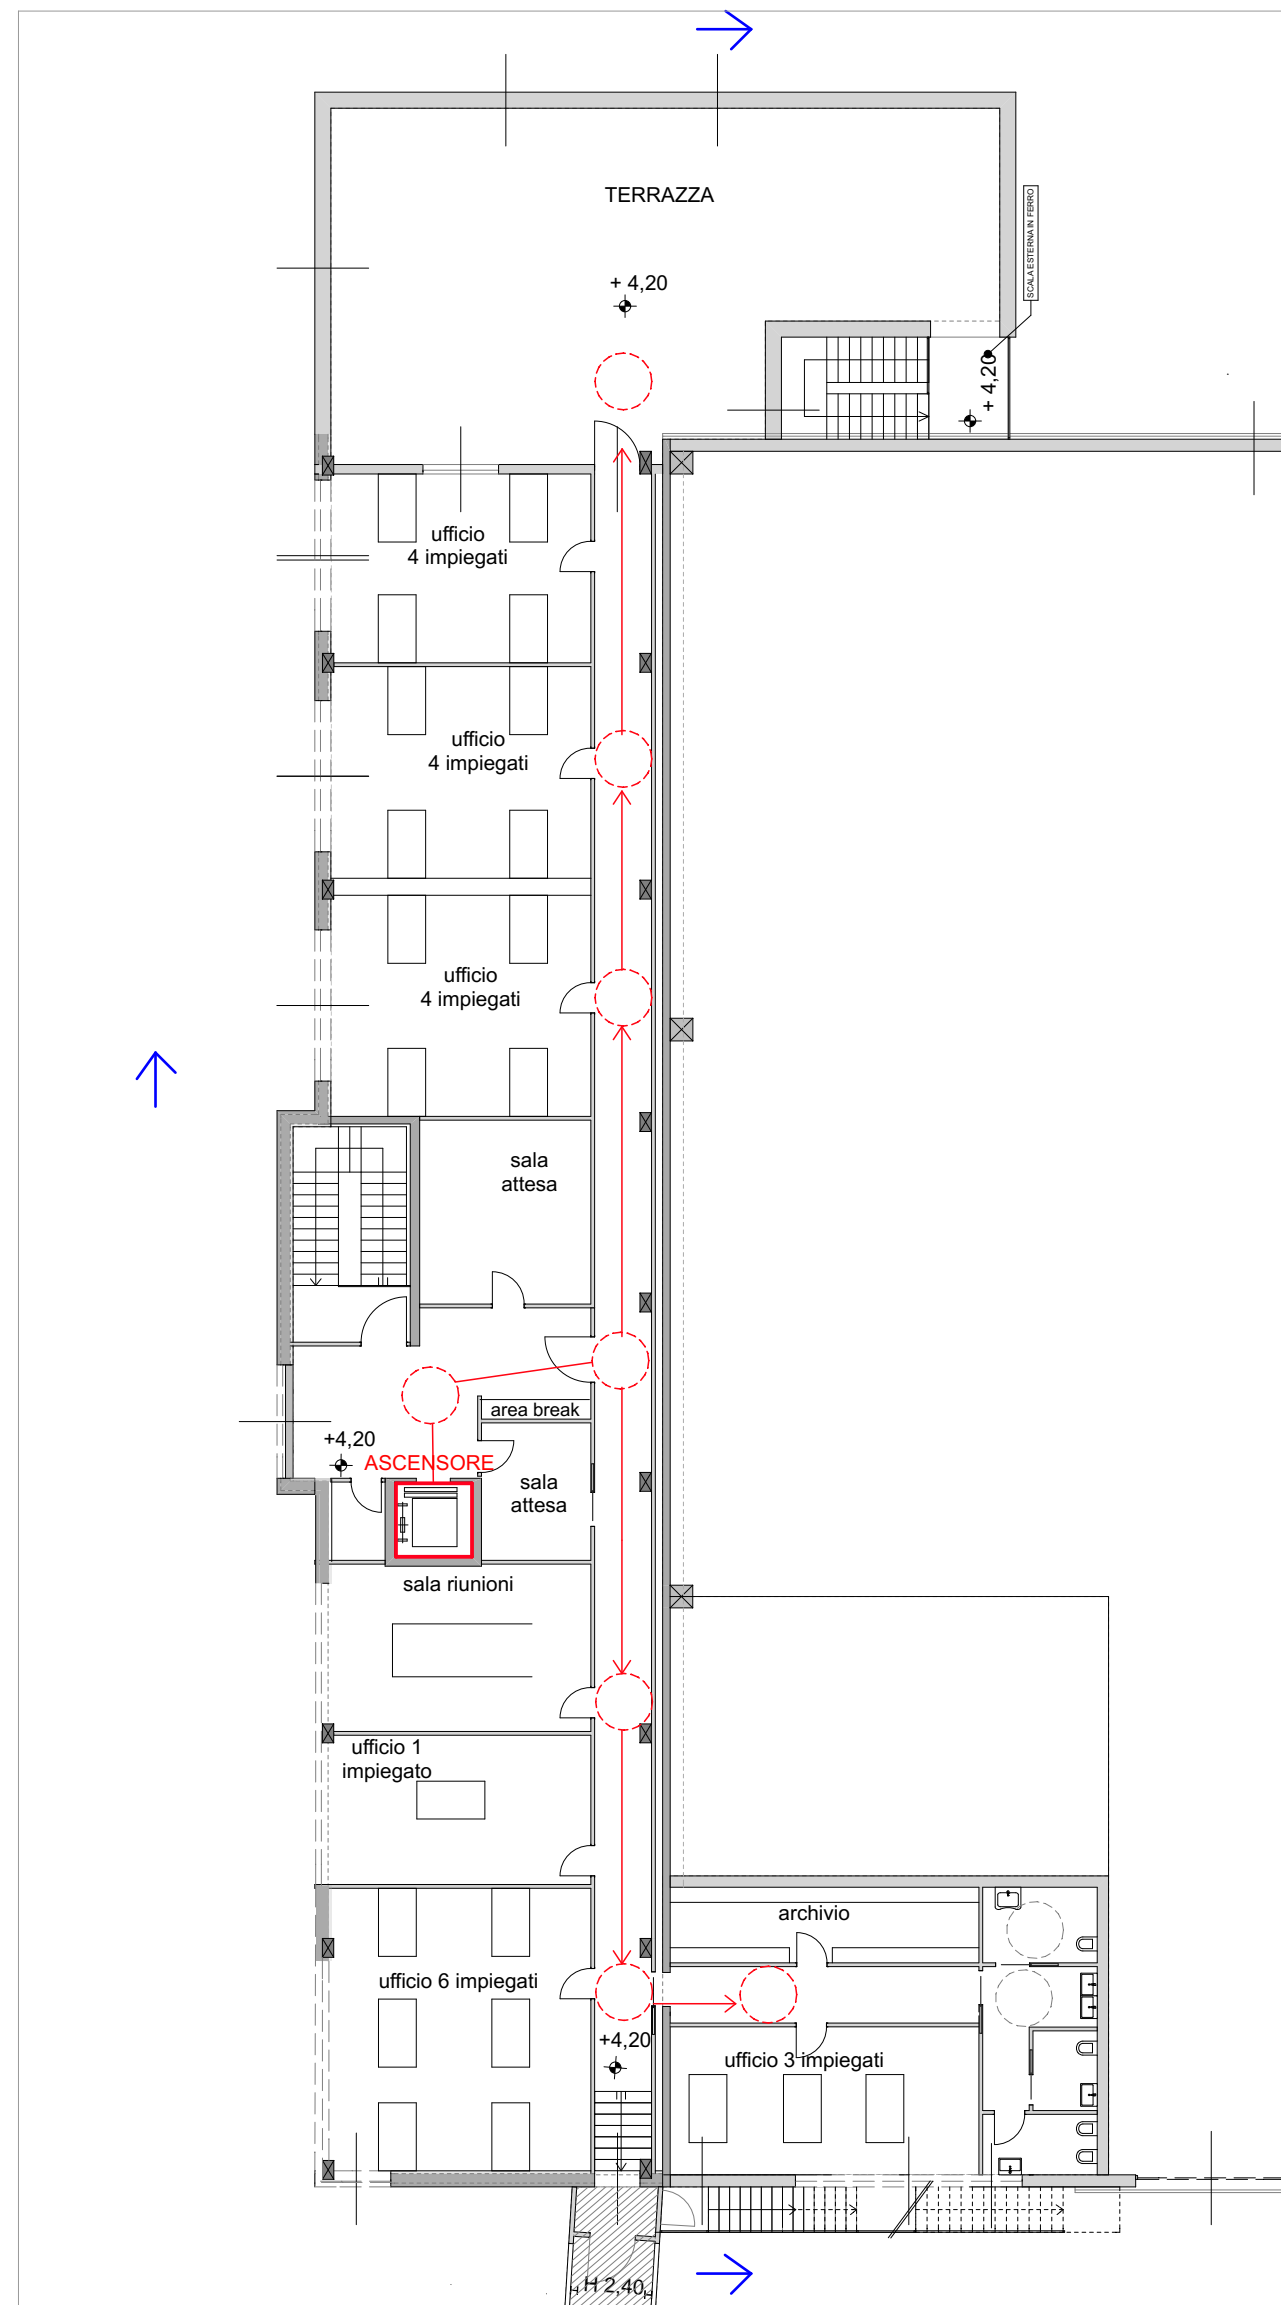 TERRAZZA
SCALA ESTERNA IN FERRO
+ 4,20
+ 4,20
ufficio
4 impiegati
ufficio
4 impiegati
ufficio
4 impiegati
sala
attesa
area break
+4,20
ASCENSORE
sala
attesa
sala riunioni
ufficio 1
impiegato
archivio
ufficio 6 impiegati
+4,20
ufficio 3 impiegati
H 2,40